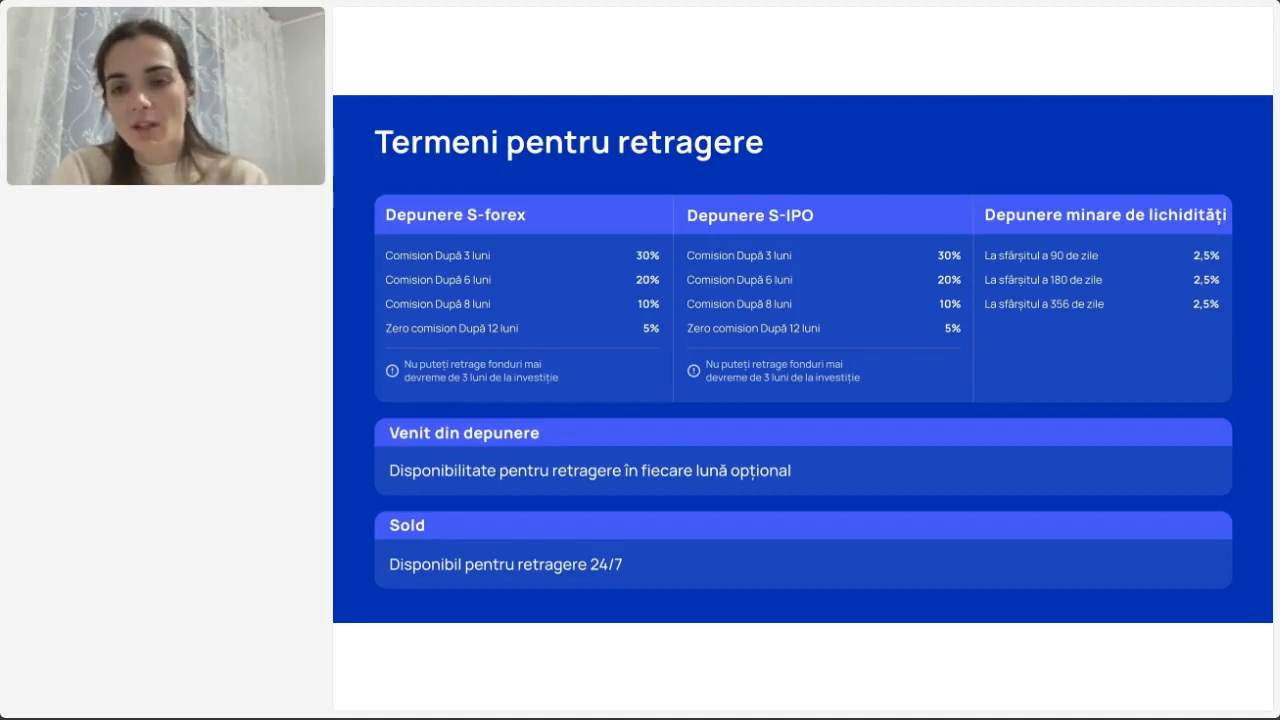 Termeni pentru retragere
Depunere S-forex
Comision După 3 luni 30%
Comision După 6 luni 20%
Comision După 8 luni 10%
Zero comision După 12 luni 5%
Nu puteți retrage fonduri mai
devreme de 3 luni de la investiție
Depunere S-IPO
Comision După 3 luni 30%
Comision După 6 luni 20%
Comision După 8 luni 10%
Zero comision După 12 luni 5%
Nu puteți retrage fonduri mai
devreme de 3 luni de la investiție
Depunere minare de lichidități
La sfârșitul a 90 de zile 2,5%
La sfârșitul a 180 de zile 2,5%
La sfârșitul a 356 de zile 2,5%
Venit din depunere
Disponibilitate pentru retragere în fiecare lună opțional
Sold
Disponibil pentru retragere 24/7